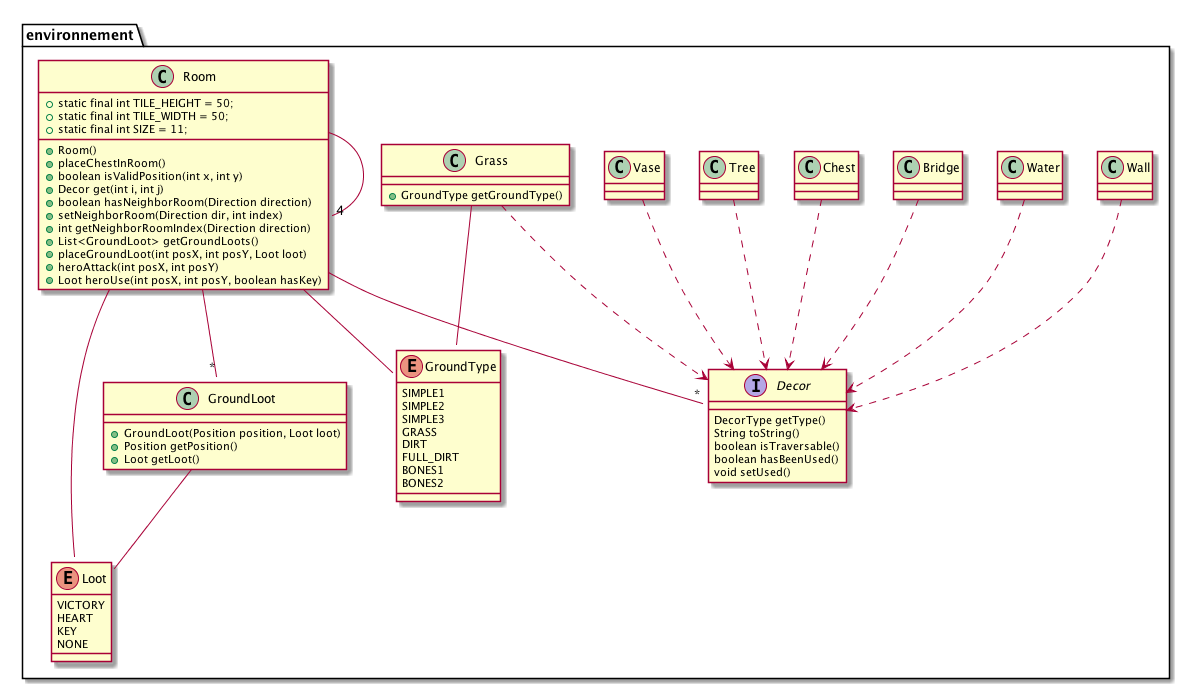 environnement
C Room
static final int TILE_HEIGHT = 50;
static final int TILE_WIDTH = 50;
static final int SIZE = 11;
Room()
placeChestInRoom()
boolean isValidPosition(int x, int y)
Decor get(int i, int j)
boolean hasNeighborRoom(Direction direction)
setNeighborRoom(Direction dir, int index)
int getNeighborRoomIndex(Direction direction)
List<GroundLoot> getGroundLoots()
placeGroundLoot(int posX, int posY, Loot loot)
heroAttack(int posX, int posY)
Loot heroUse(int posX, int posY, boolean hasKey)
4
C Grass
GroundType getGroundType()
C Vase
C Tree
C Chest
C Bridge
C Water
C Wall
*
C GroundLoot
GroundLoot(Position position, Loot loot)
Position getPosition()
Loot getLoot()
E GroundType
SIMPLE1
SIMPLE2
SIMPLE3
GRASS
DIRT
FULL_DIRT
BONES1
BONES2
*
I Decor
DecorType getType()
String toString()
boolean isTraversable()
boolean hasBeenUsed()
void setUsed()
E Loot
VICTORY
HEART
KEY
NONE